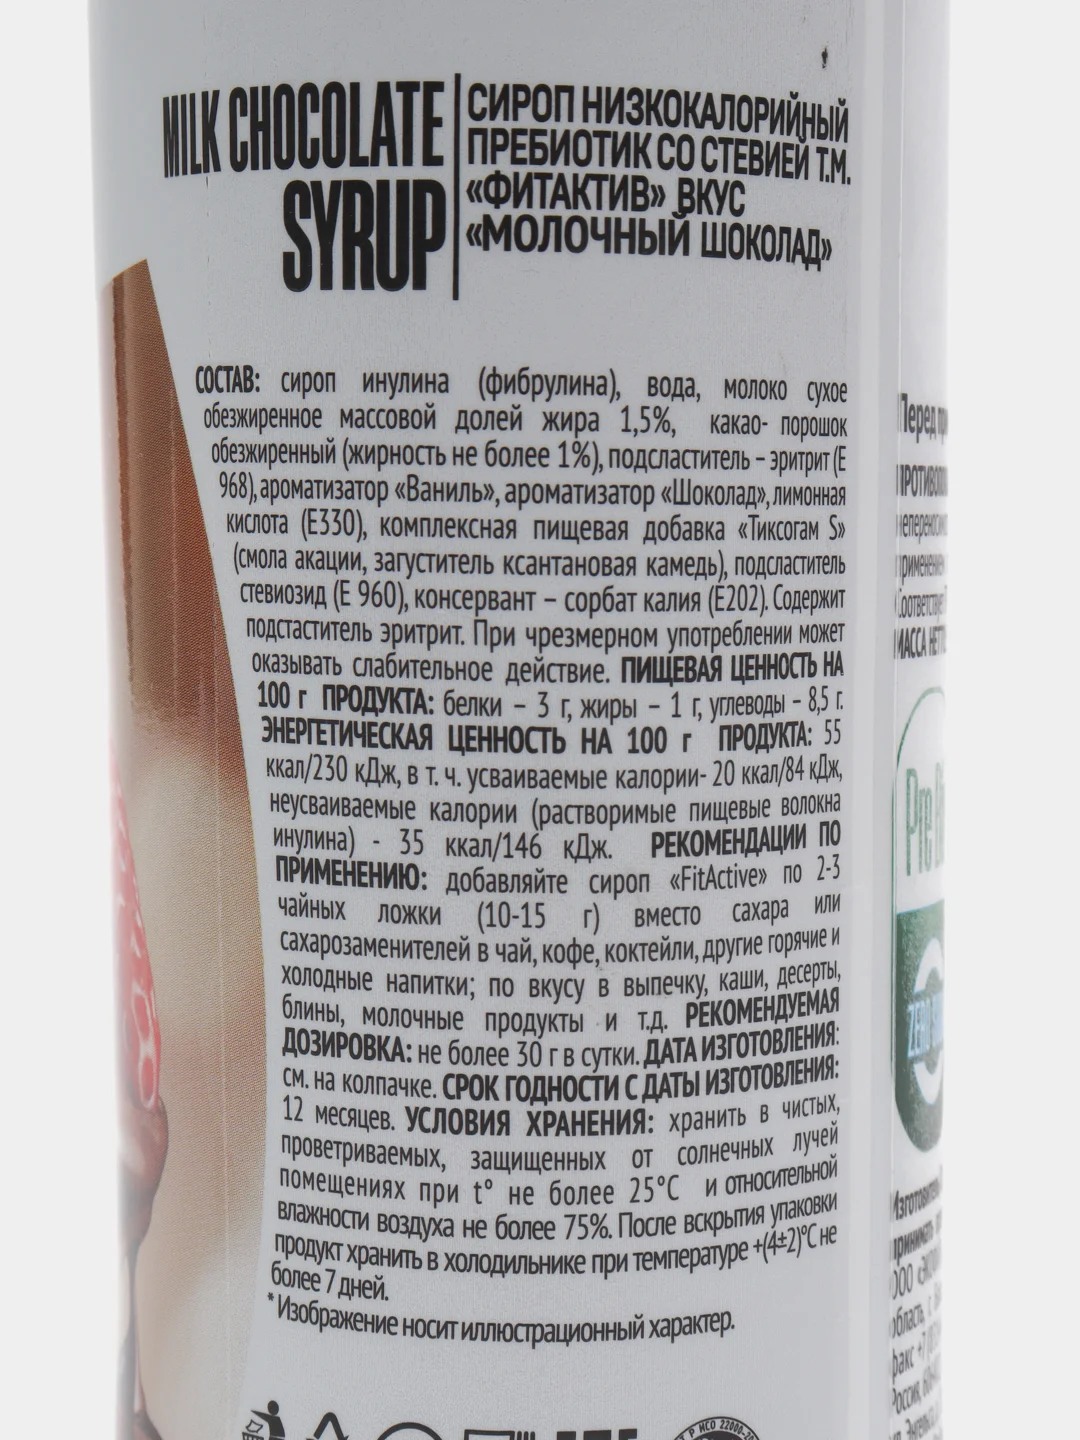 MILK CHOCOLATE
SYRUP
СИРОП НИЗКОКАЛОРИЙНЫЙ
ПРЕБИОТИК СО СТЕВИЕЙ Т.М.
«ФИТАКТИВ» ВКУС
«МОЛОЧНЫЙ ШОКОЛАД»
СОСТАВ: сироп инулина (фибрулина), вода, молоко сухое
обезжиренное массовой долей жира 1,5%, какао- порошок
обезжиренный (жирность не более 1%), подсластитель – эритрит (Е
968), ароматизатор «Ваниль», ароматизатор «Шоколад», лимонная
кислота (Е330), комплексная пищевая добавка «Тиксогам S»
(смола акации, загуститель ксантановая камедь), подсластитель
стевиозид (Е 960), консервант – сорбат калия (Е202). Содержит
подстаститель эритрит. При чрезмерном употреблении может
оказывать слабительное действие. ПИЩЕВАЯ ЦЕННОСТЬ НА
100 г ПРОДУКТА: белки – 3 г, жиры – 1 г, углеводы – 8,5 г.
ЭНЕРГЕТИЧЕСКАЯ ЦЕННОСТЬ НА 100 г ПРОДУКТА: 55
ккал/230 кДж, в т. ч. усваиваемые калории- 20 ккал/84 кДж,
неусваиваемые калории (растворимые пищевые волокна
инулина) - 35 ккал/146 кДж. РЕКОМЕНДАЦИИ ПО
ПРИМЕНЕНИЮ: добавляйте сироп «FitActive» по 2-3
чайных ложки (10-15 г) вместо сахара или
сахарозаменителей в чай, кофе, коктейли, другие горячие и
холодные напитки; по вкусу в выпечку, каши, десерты,
блины, молочные продукты и т.д. РЕКОМЕНДУЕМАЯ
ДОЗИРОВКА: не более 30 г в сутки. ДАТА ИЗГОТОВЛЕНИЯ:
см. на колпачке. СРОК ГОДНОСТИ С ДАТЫ ИЗГОТОВЛЕНИЯ:
12 месяцев. УСЛОВИЯ ХРАНЕНИЯ: хранить в чистых,
проветриваемых, защищенных от солнечных лучей
помещениях при t° не более 25°С и относительной
влажности воздуха не более 75%. После вскрытия упаковки
продукт хранить в холодильнике при температуре +(4±2)°С не
более 7 дней.
* Изображение носит иллюстрационный характер.
Перед
МАССА
Pre
ZERO
ООО
факс +7
Россия,
Р ИСО 22000-20